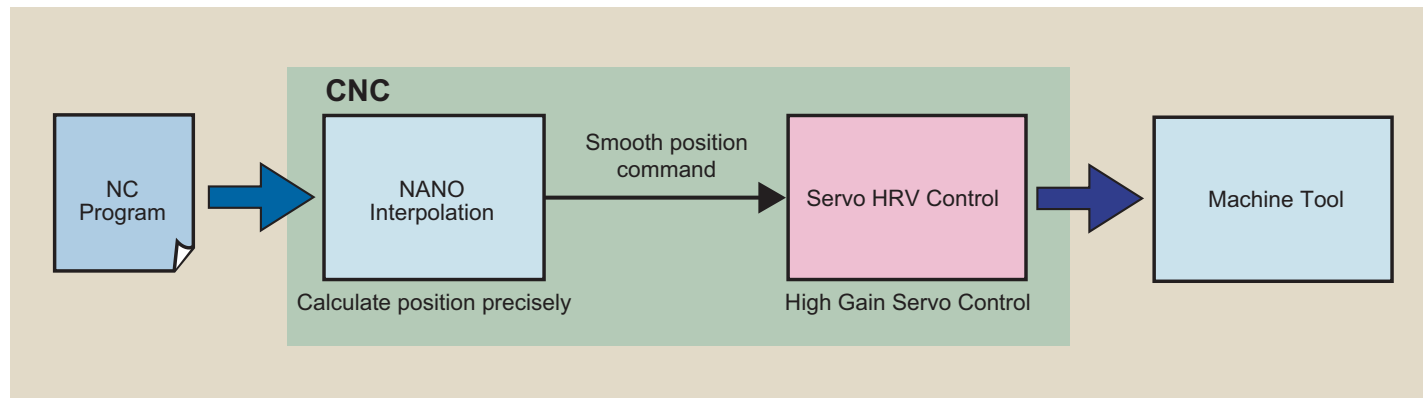 CNC
NC
Program
NANO
Interpolation
Calculate position precisely
Smooth position
command
Servo HRV Control
High Gain Servo Control
Machine Tool